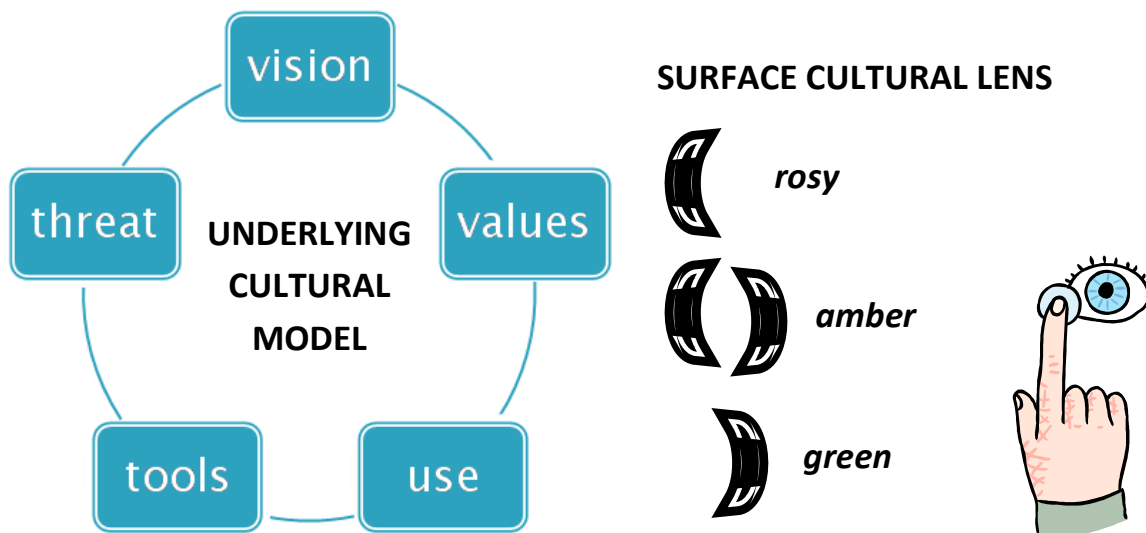 vision
threat
values
UNDERLYING
CULTURAL
MODEL
tools
use
SURFACE CULTURAL LENS
rosy
amber
green